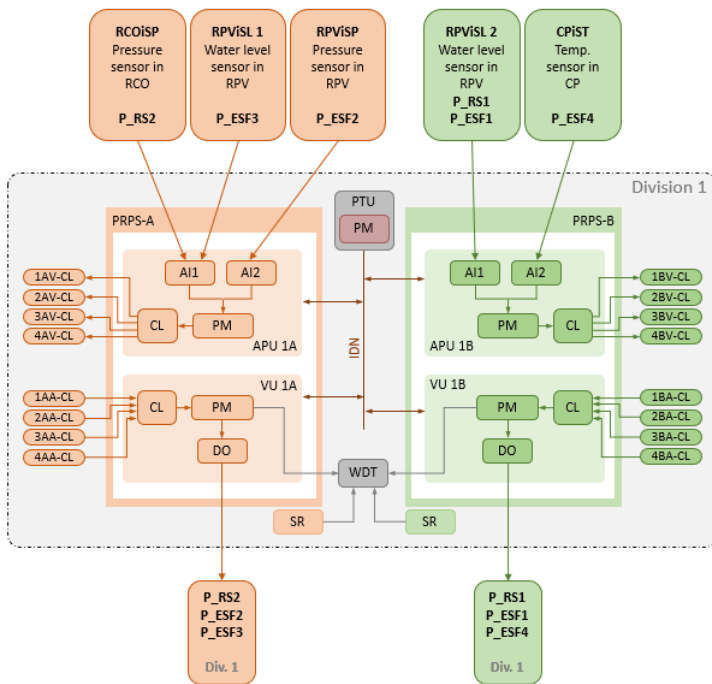 RCOiSP
Pressure
sensor in
RCO
P_RS2
RPViSL 1
Water level
sensor in
RPV
P_ESF3
RPViSP
Pressure
sensor in
RPV
P_ESF2
RPViSL 2
Water level
sensor in
RPV
P_RS1
P_ESF1
CPiST
Temp.
sensor in
CP
P_ESF4
Division 1
PTU
PM
PRPS-A
PRPS-B
AI1
AI2
CL
PM
APU 1A
1AV-CL
2AV-CL
3AV-CL
4AV-CL
AI1
AI2
PM
CL
APU 1B
1BV-CL
2BV-CL
3BV-CL
4BV-CL
IDN
VU 1A
CL
PM
DO
1AA-CL
2AA-CL
3AA-CL
4AA-CL
VU 1B
PM
CL
DO
1BA-CL
2BA-CL
3BA-CL
4BA-CL
WDT
SR
SR
P_RS2
P_ESF2
P_ESF3
Div. 1
P_RS1
P_ESF1
P_ESF4
Div. 1